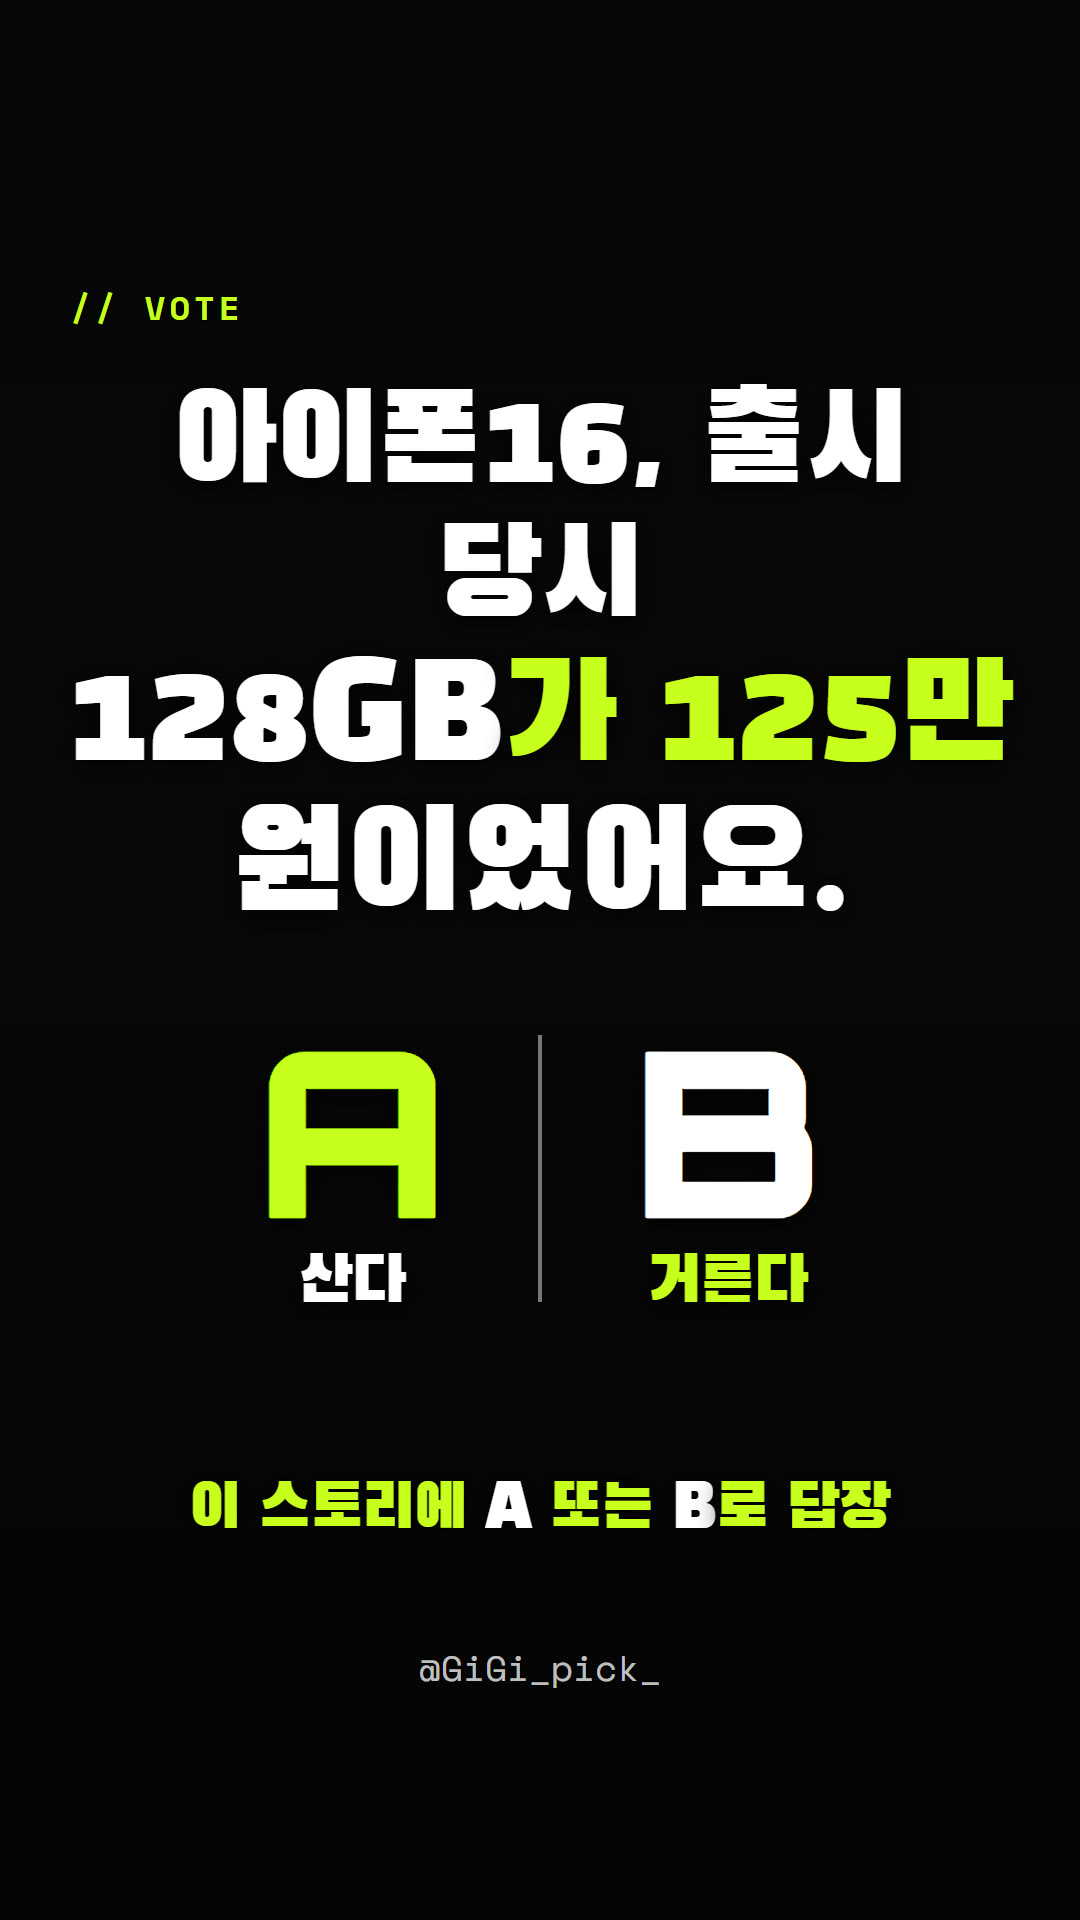 // VOTE
아이폰16, 출시
당시
128GB가 125만
원이었어요.
A
B
산다
거른다
이 스토리에 A 또는 B로 답장
@GiGi_pick_